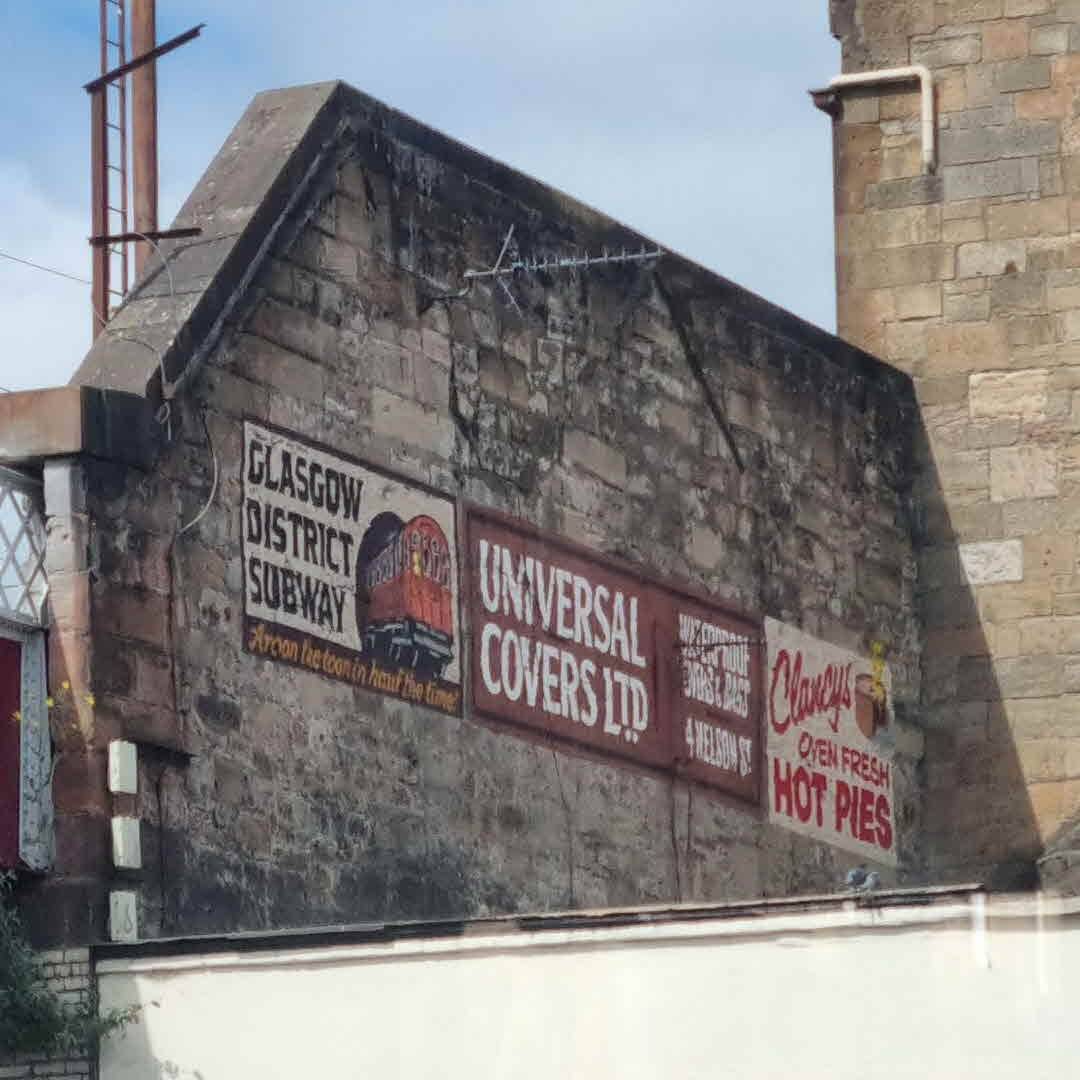 GLASGOW
DISTRICT
SUBWAY
Aroon the toon in hauf the time!
UNIVERSAL
COVERS LTD
WATERPROOF
4 NELSON ST.
Clancy's
OVEN FRESH
HOT PIES